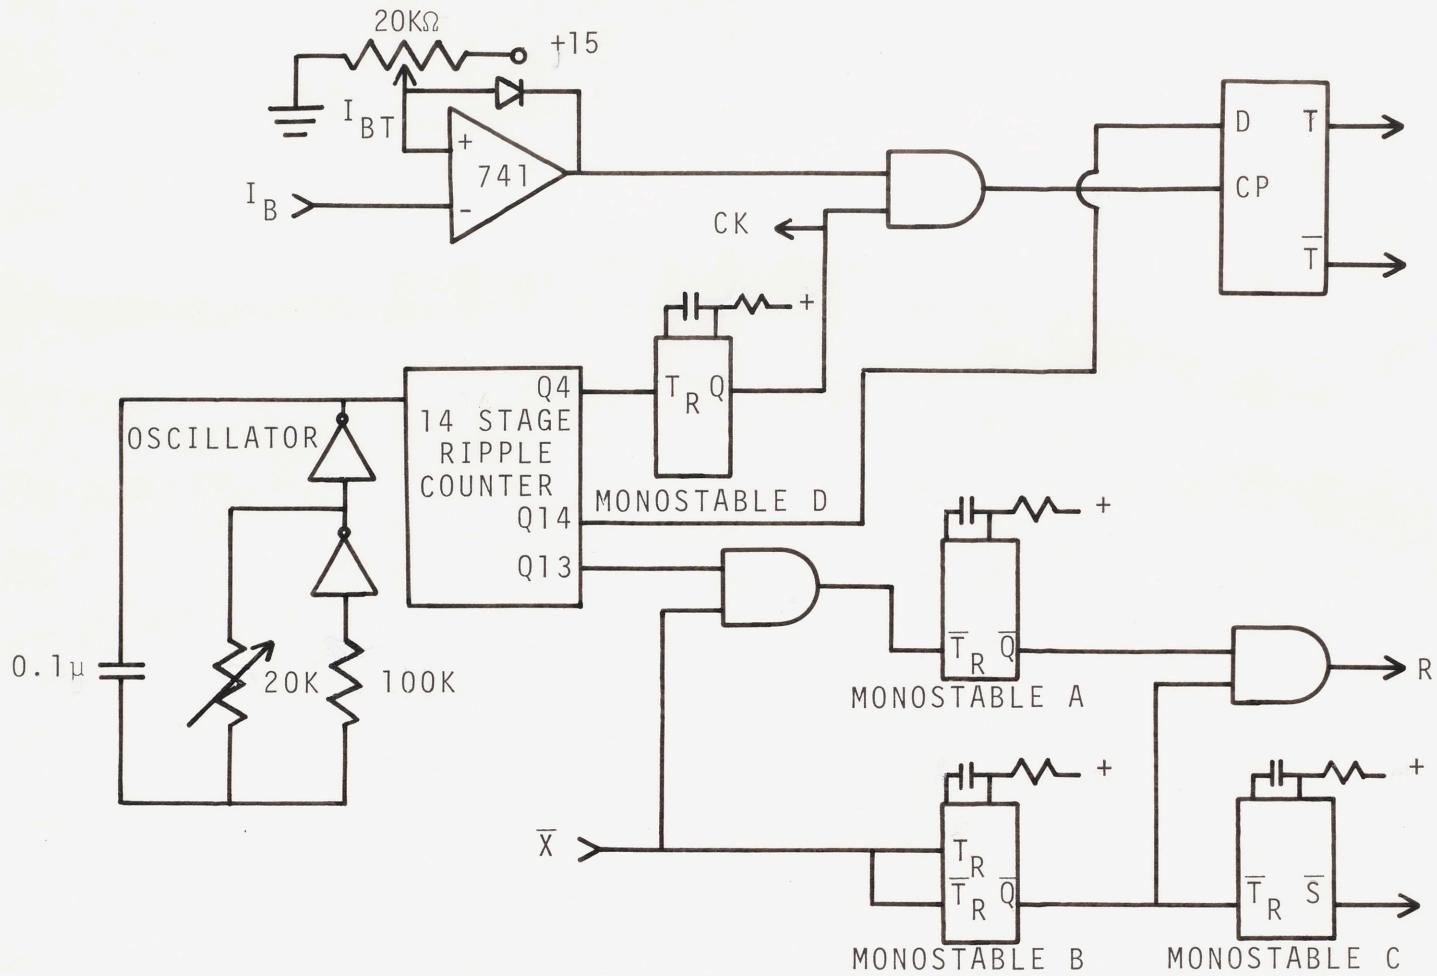 20KΩ
+15
I BT
+
741
-
I B
CK
D T
CP
T̅
+
Q4
T R Q
OSCILLATOR
14 STAGE
RIPPLE
COUNTER
MONOSTABLE D
Q14
Q13
+
0.1μ
20K
100K
T̅ R Q̅
MONOSTABLE A
R
X̅
+
T R
T̅ R Q̅
MONOSTABLE B
+
T̅ R S̅
MONOSTABLE C